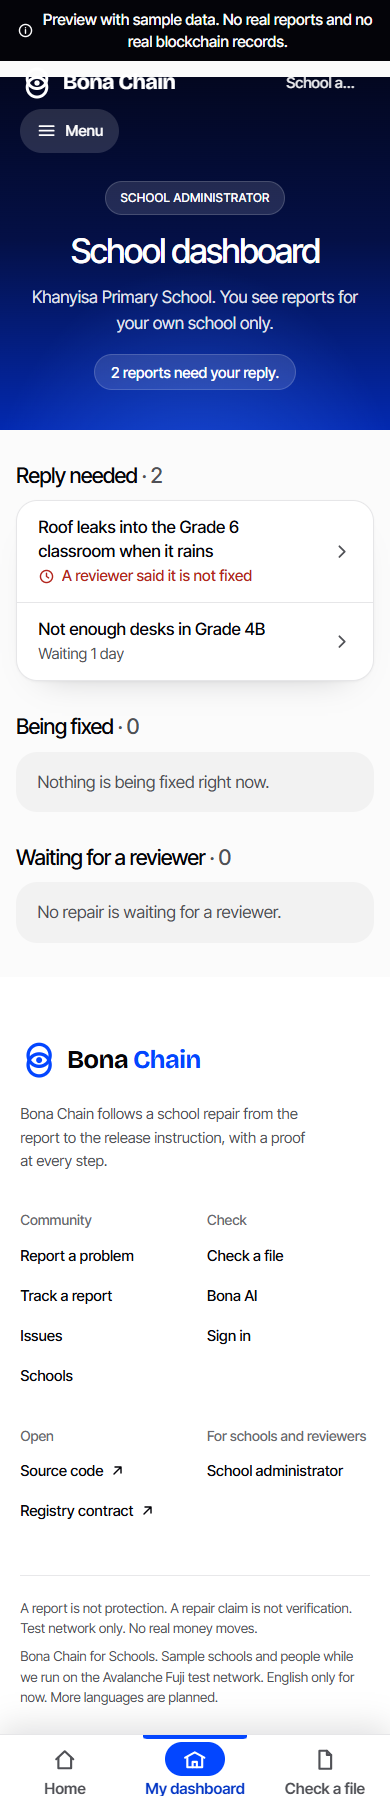 Preview with sample data. No real reports and no
real blockchain records.
Bona Chain
School a...
Menu
SCHOOL ADMINISTRATOR
School dashboard
Khanyisa Primary School. You see reports for
your own school only.
2 reports need your reply.
Reply needed · 2
Roof leaks into the Grade 6
classroom when it rains
A reviewer said it is not fixed
Not enough desks in Grade 4B
Waiting 1 day
Being fixed · 0
Nothing is being fixed right now.
Waiting for a reviewer · 0
No repair is waiting for a reviewer.
Bona Chain
Bona Chain follows a school repair from the
report to the release instruction, with a proof
at every step.
Community
Report a problem
Track a report
Issues
Schools
Check
Check a file
Bona AI
Sign in
Open
Source code
Registry contract
For schools and reviewers
School administrator
A report is not protection. A repair claim is not verification.
Test network only. No real money moves.
Bona Chain for Schools. Sample schools and people while
we run on the Avalanche Fuji test network. English only for
now. More languages are planned.
Home
My dashboard
Check a file